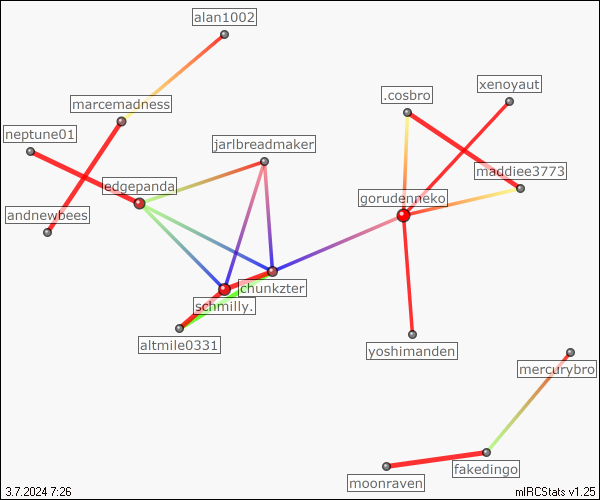 alan1002
marcemadness
.cosbro
xenoyaut
neptune01
jarlbreadmaker
maddiee3773
edgepanda
gorudenneko
andnewbees
chunkzter
schmilly.
altmile0331
yoshimanden
mercurybro
fakedingo
moonraven
3.7.2024 7:26
mIRCStats v1.25